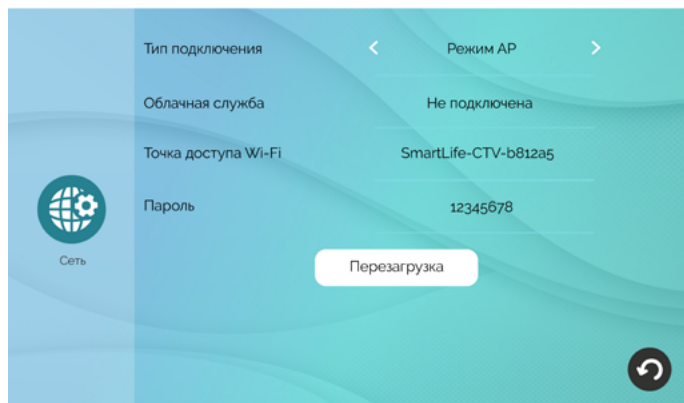 Тип подключения Режим AP
Облачная служба Не подключена
Точка доступа Wi-Fi SmartLife-CTV-b812a5
Пароль 12345678
Сеть
Перезагрузка